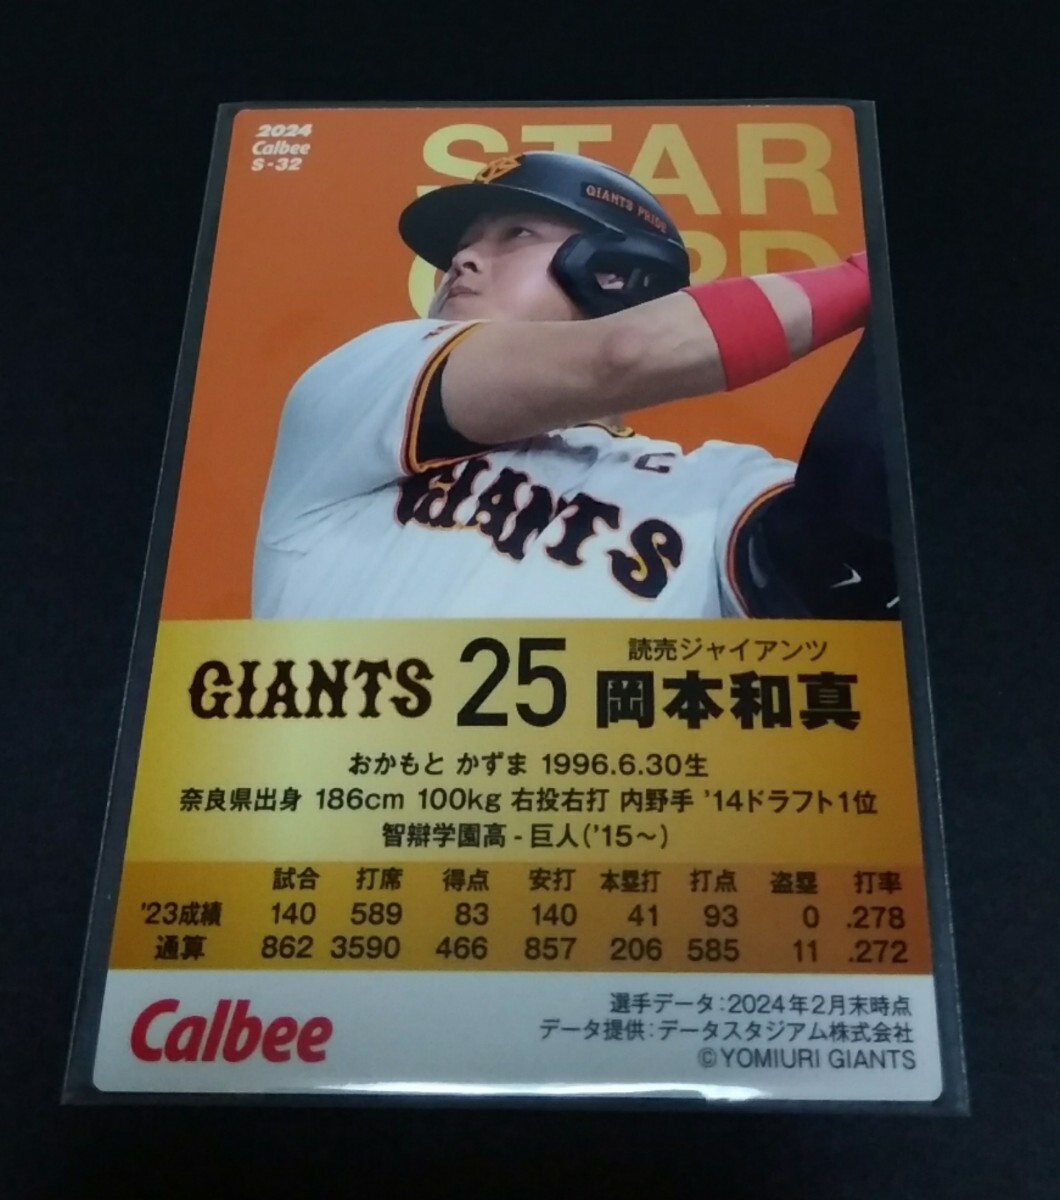 2024
Calbee
S-32
STAR
CARD
GIANTS PRIDE
C
GIANTS
GIANTS 25 読売ジャイアンツ
岡本和真
おかもと かずま 1996.6.30生
奈良県出身 186cm 100kg 右投右打 内野手 '14ドラフト1位
智辯学園高 - 巨人('15〜)
試合 打席 得点 安打 本塁打 打点 盗塁 打率
'23成績 140 589 83 140 41 93 0 .278
通算 862 3590 466 857 206 585 11 .272
Calbee
選手データ:2024年2月末時点
データ提供:データスタジアム株式会社
©YOMIURI GIANTS